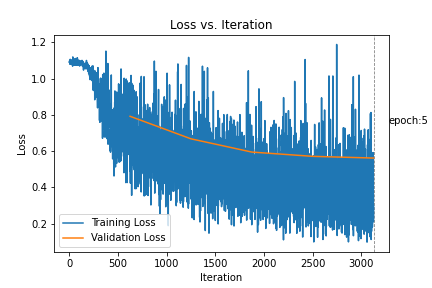 Loss vs. Iteration
1.2
1.0
0.8
0.6
0.4
0.2
Loss
epoch:5
Training Loss
Validation Loss
0 500 1000 1500 2000 2500 3000
Iteration